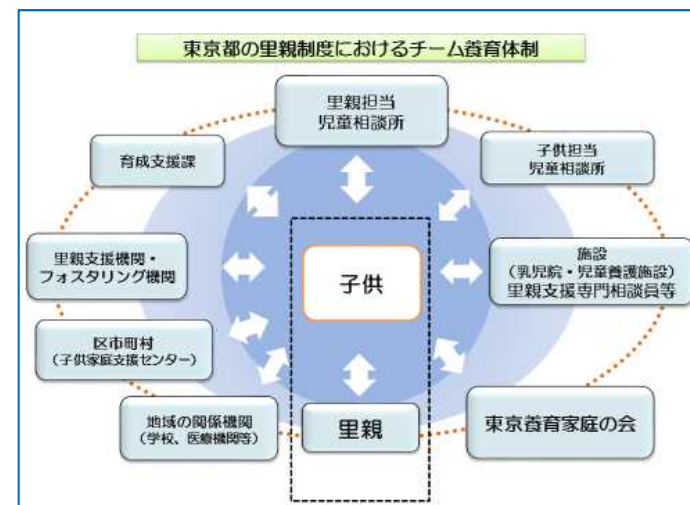 東京都の里親制度におけるチーム養育体制
里親担当
児童相談所
育成支援課
子供担当
児童相談所
里親支援機関・
フォスタリング機関
子供
施設
（乳児院・児童養護施設）
里親支援専門相談員等
区市町村
（子供家庭支援センター）
地域の関係機関
（学校、医療機関等）
里親
東京養育家庭の会